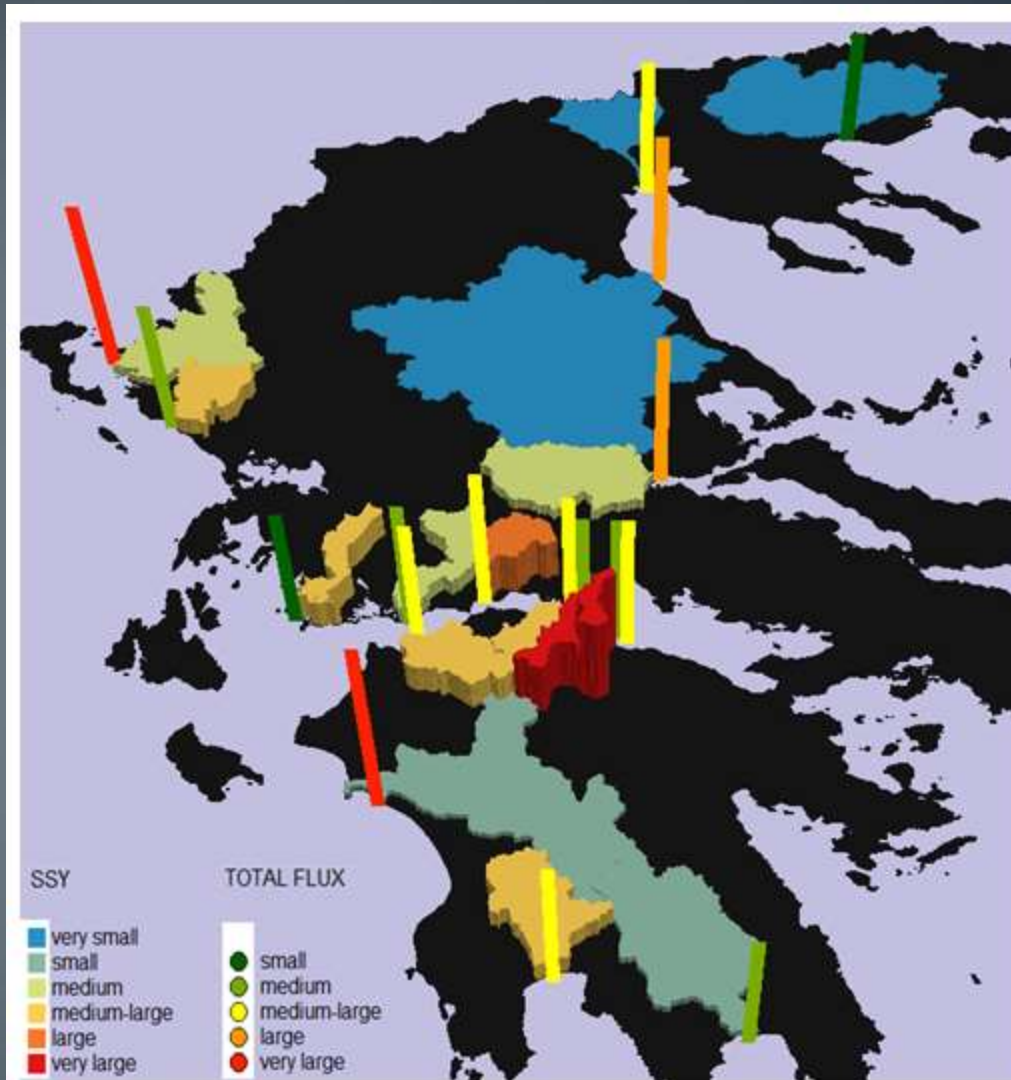 SSY
very small
small
medium
medium-large
large
very large
TOTAL FLUX
small
medium
medium-large
large
very large